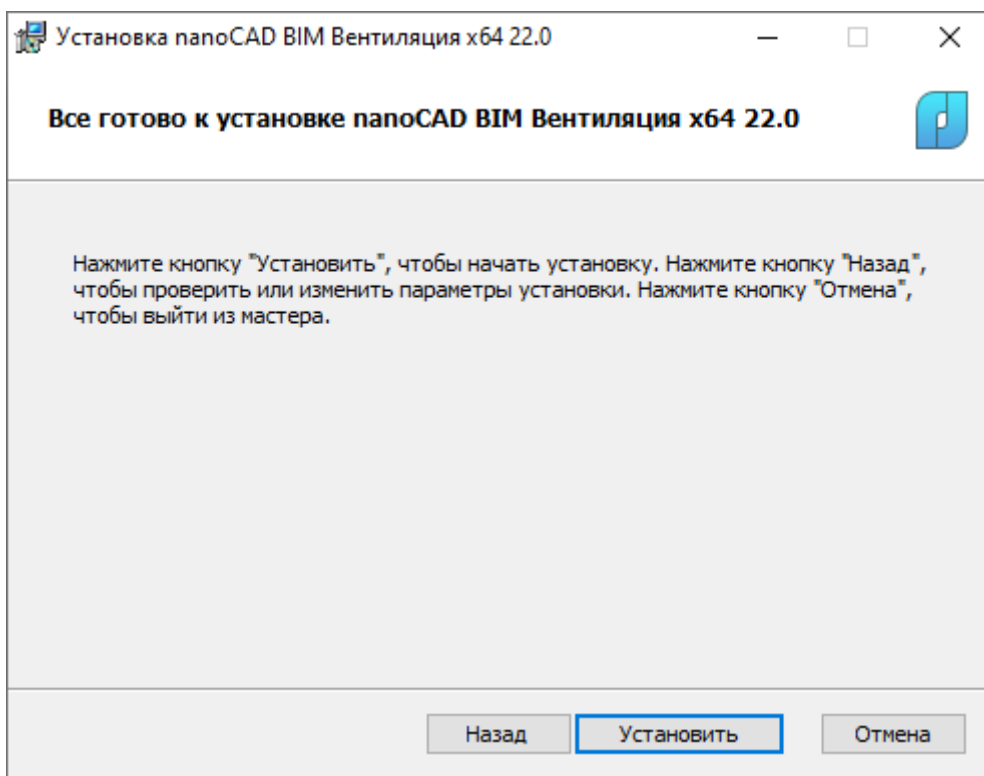 Установка nanoCAD BIM Вентиляция x64 22.0
Все готово к установке nanoCAD BIM Вентиляция x64 22.0
Нажмите кнопку "Установить", чтобы начать установку. Нажмите кнопку "Назад",
чтобы проверить или изменить параметры установки. Нажмите кнопку "Отмена",
чтобы выйти из мастера.
Назад Установить Отмена